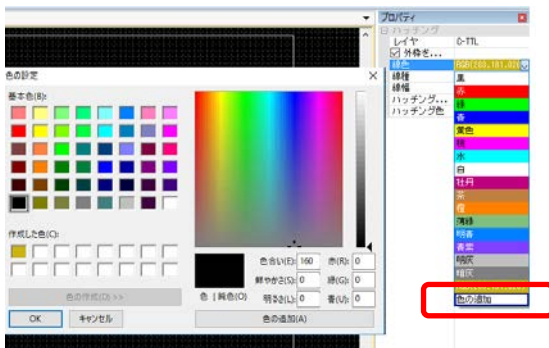 プロパティ
ハッチング
レイヤ 0-TTL
外枠を...
線色
線種
線幅
ハッチング...
ハッチング色
黒
赤
緑
青
黄色
桃
水
白
牡丹
茶
橙
薄緑
明青
青紫
明灰
暗灰
色の追加
色の設定
基本色(B):
作成した色(C):
色の作成(D) >>
OK キャンセル
色 | 純色(O)
色合い(E): 160 赤(R): 0
鮮やかさ(S): 0 緑(G): 0
明るさ(L): 0 青(U): 0
色の追加(A)